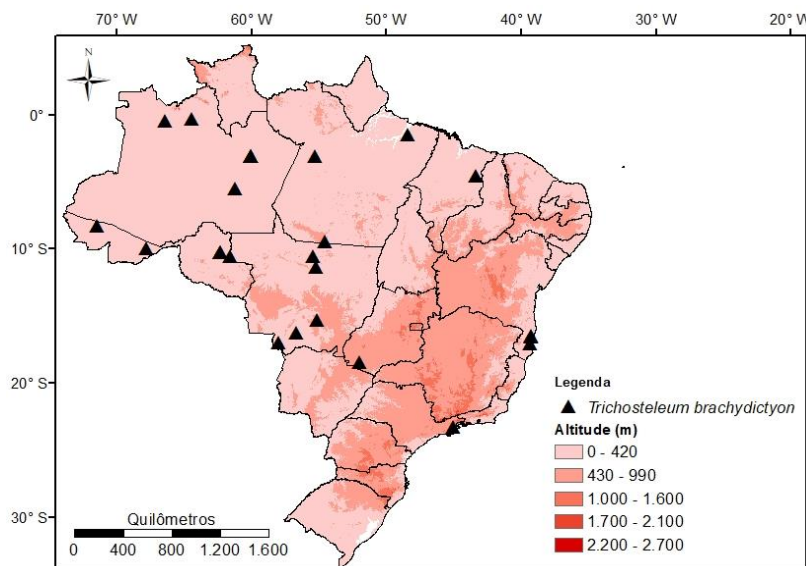 70° W 60° W 50° W 40° W 30° W 20° W
N
0°
10° S
20° S
30° S
Legenda
Trichosteleum brachydictyon
Altitude (m)
0 - 420
430 - 990
1.000 - 1.600
1.700 - 2.100
2.200 - 2.700
Quilômetros
0 400 800 1.200 1.600